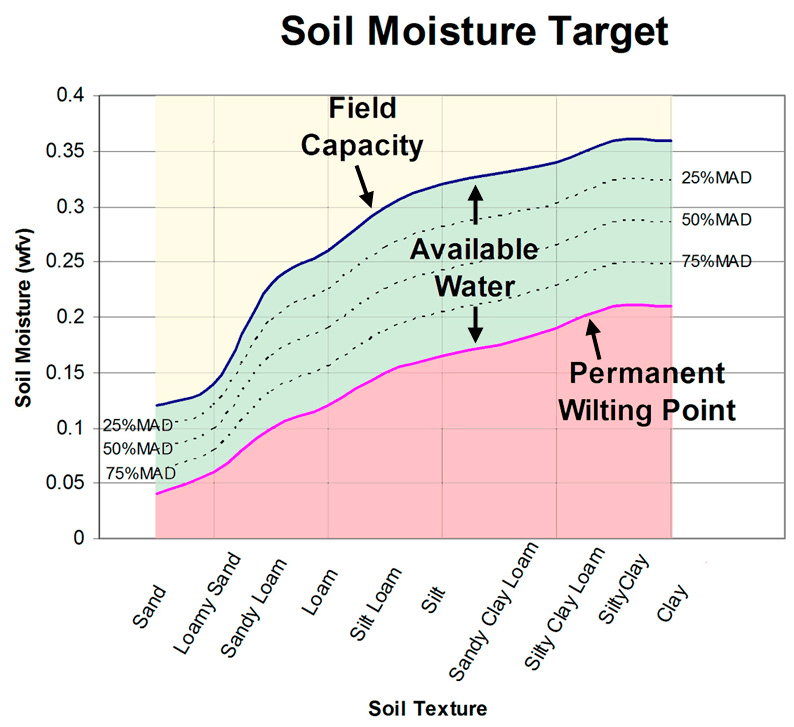 Soil Moisture Target
0.4
0.35
0.3
0.25
0.2
0.15
0.1
0.05
0
Soil Moisture (wfv)
Field
Capacity
Available
Water
Permanent
Wilting Point
25%MAD
50%MAD
75%MAD
25%MAD
50%MAD
75%MAD
Sand
Loamy Sand
Sandy Loam
Loam
Silt Loam
Silt
Sandy Clay Loam
Silty Clay Loam
SiltyClay
Clay
Soil Texture